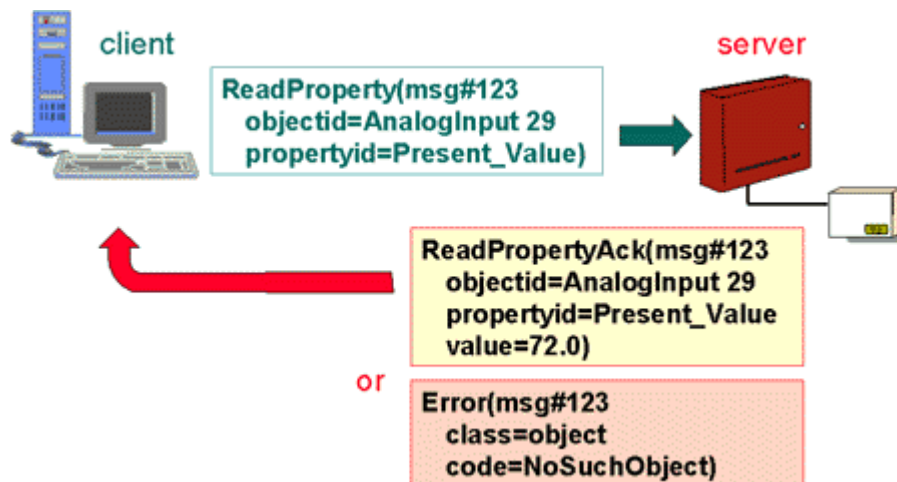 client
server
ReadProperty(msg#123
objectid=AnalogInput 29
propertyid=Present_Value)
ReadPropertyAck(msg#123
objectid=AnalogInput 29
propertyid=Present_Value
value=72.0)
or
Error(msg#123
class=object
code=NoSuchObject)